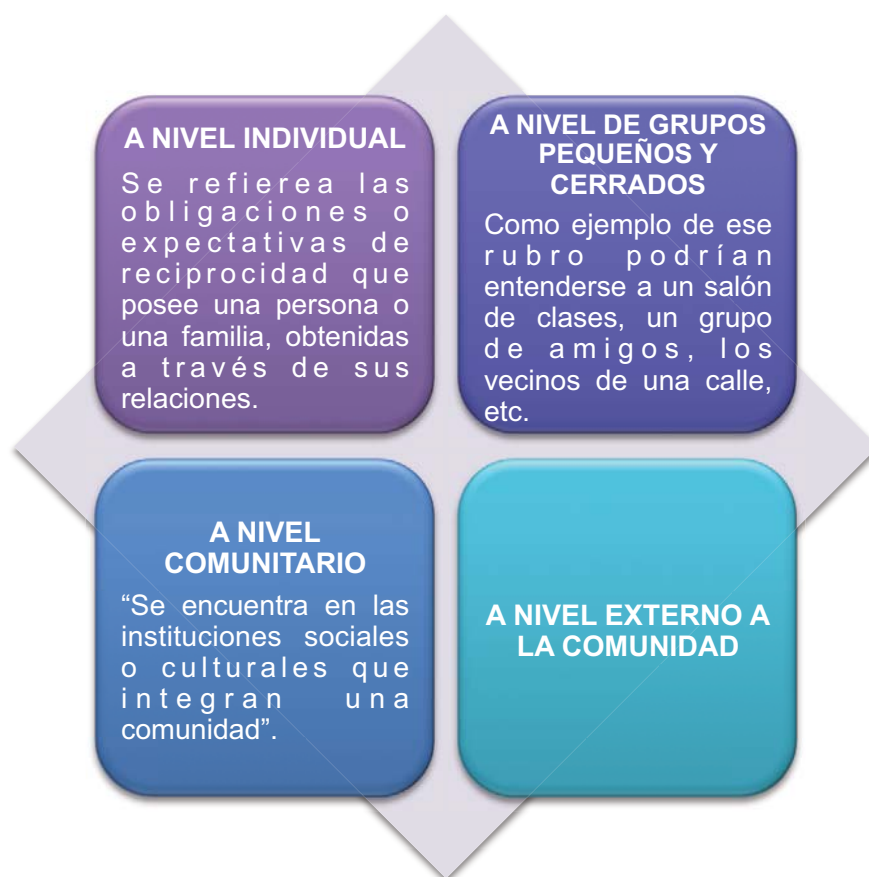 A NIVEL INDIVIDUAL
Se refierea las
obligaciones o
expectativas de
reciprocidad que
posee una persona o
una familia, obtenidas
a través de sus
relaciones.
A NIVEL DE GRUPOS
PEQUEÑOS Y
CERRADOS
Como ejemplo de ese
rubro podrían
entenderse a un salón
de clases, un grupo
de amigos, los
vecinos de una calle,
etc.
A NIVEL
COMUNITARIO
“Se encuentra en las
instituciones sociales
o culturales que
integran una
comunidad”.
A NIVEL EXTERNO A
LA COMUNIDAD